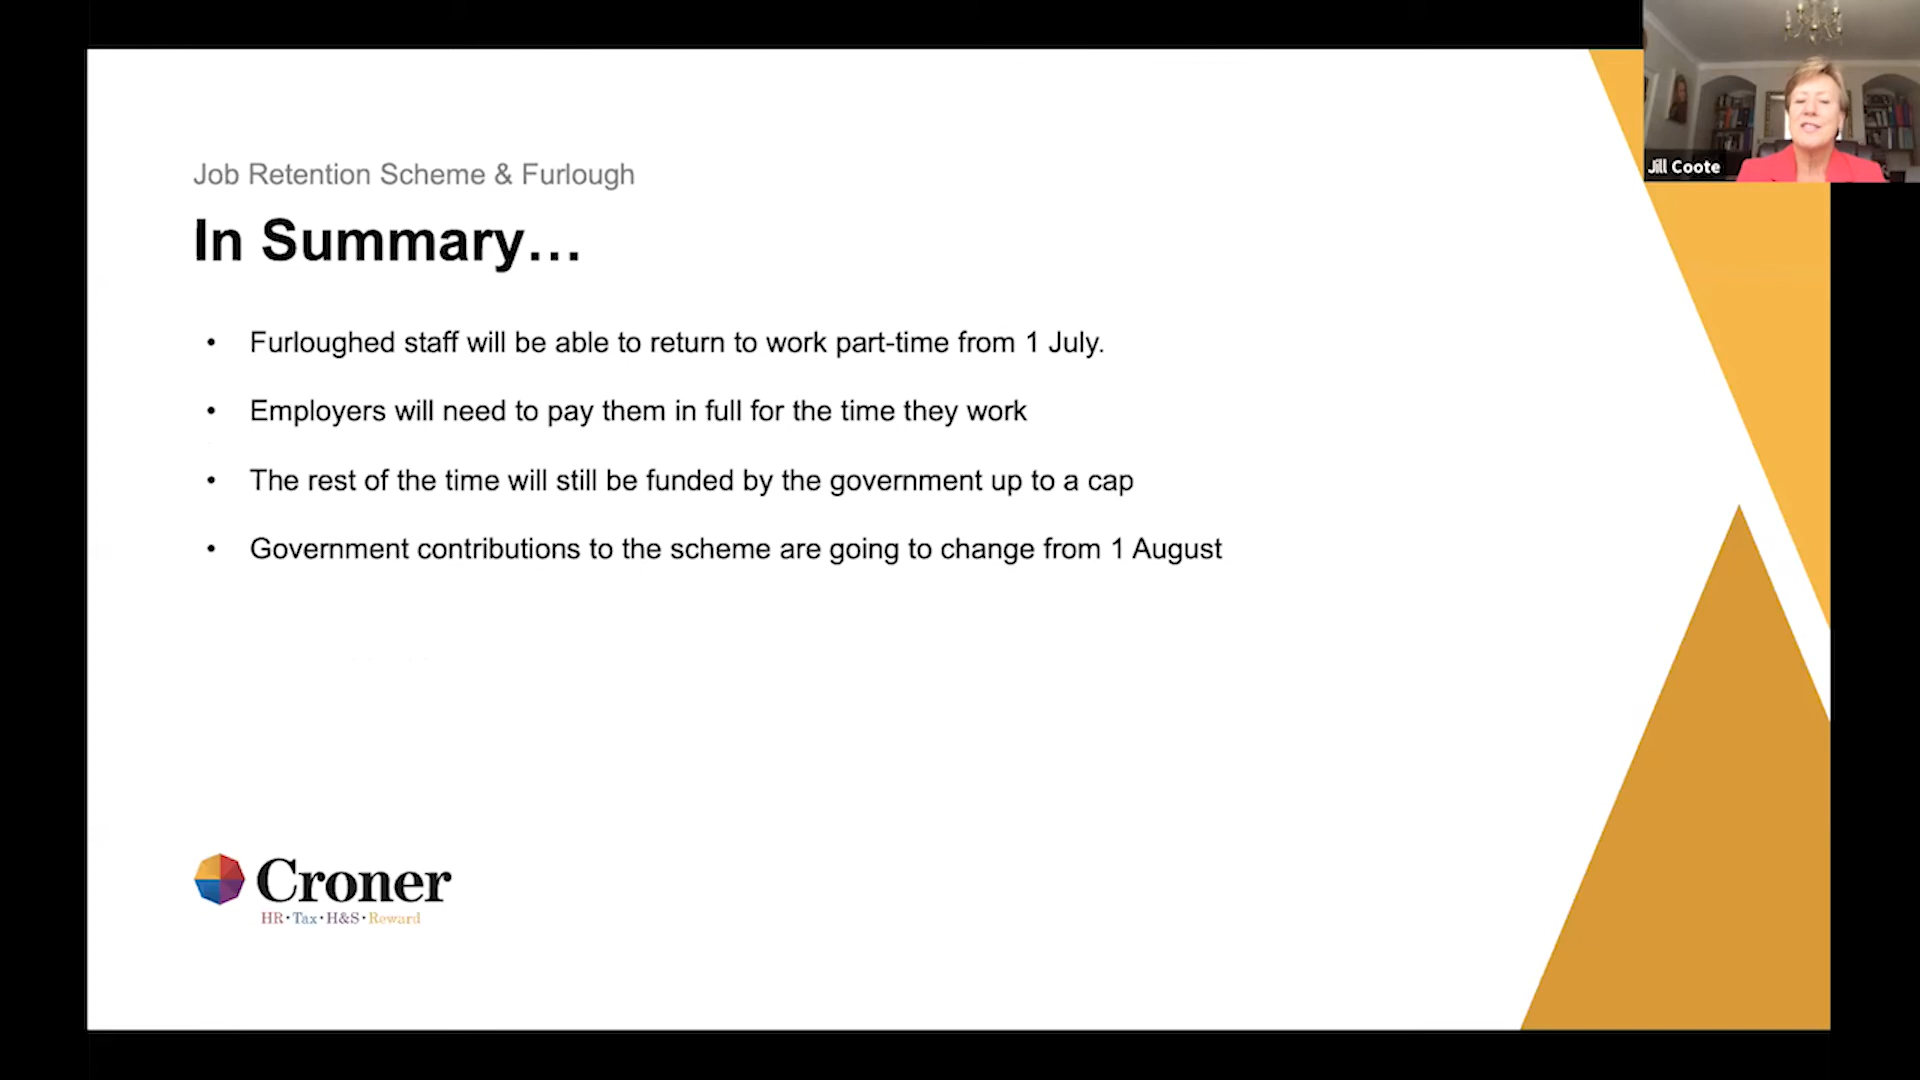 Job Retention Scheme & Furlough
In Summary...
• Furloughed staff will be able to return to work part-time from 1 July.
• Employers will need to pay them in full for the time they work
• The rest of the time will still be funded by the government up to a cap
• Government contributions to the scheme are going to change from 1 August
Jill Coote
Croner
HR • Tax • H&S • Reward